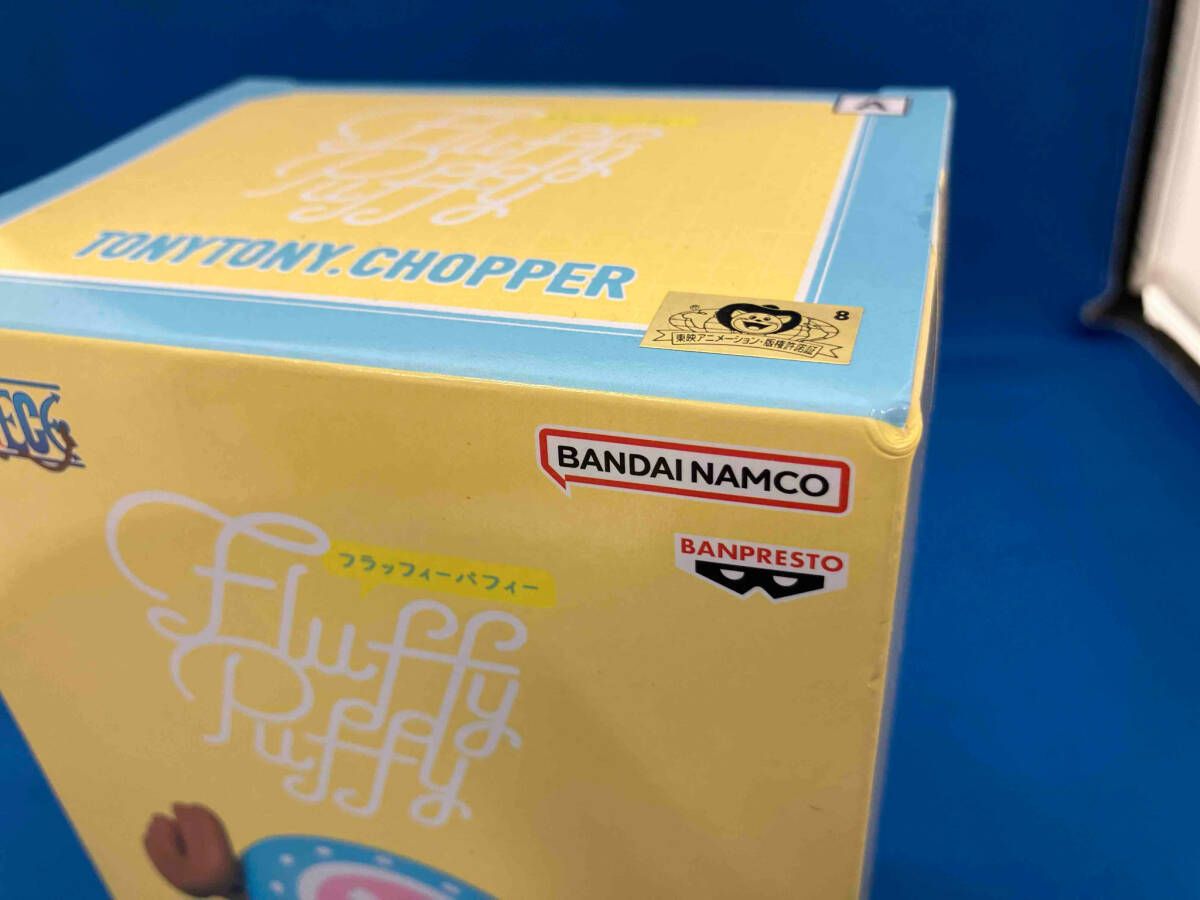 A
Fluffy
Puffy
TONYTONY.CHOPPER
8
東映アニメーション・版権許諾証
ECE
BANDAI NAMCO
BANPRESTO
フラッフィーパフィー
Fluffy
Puffy